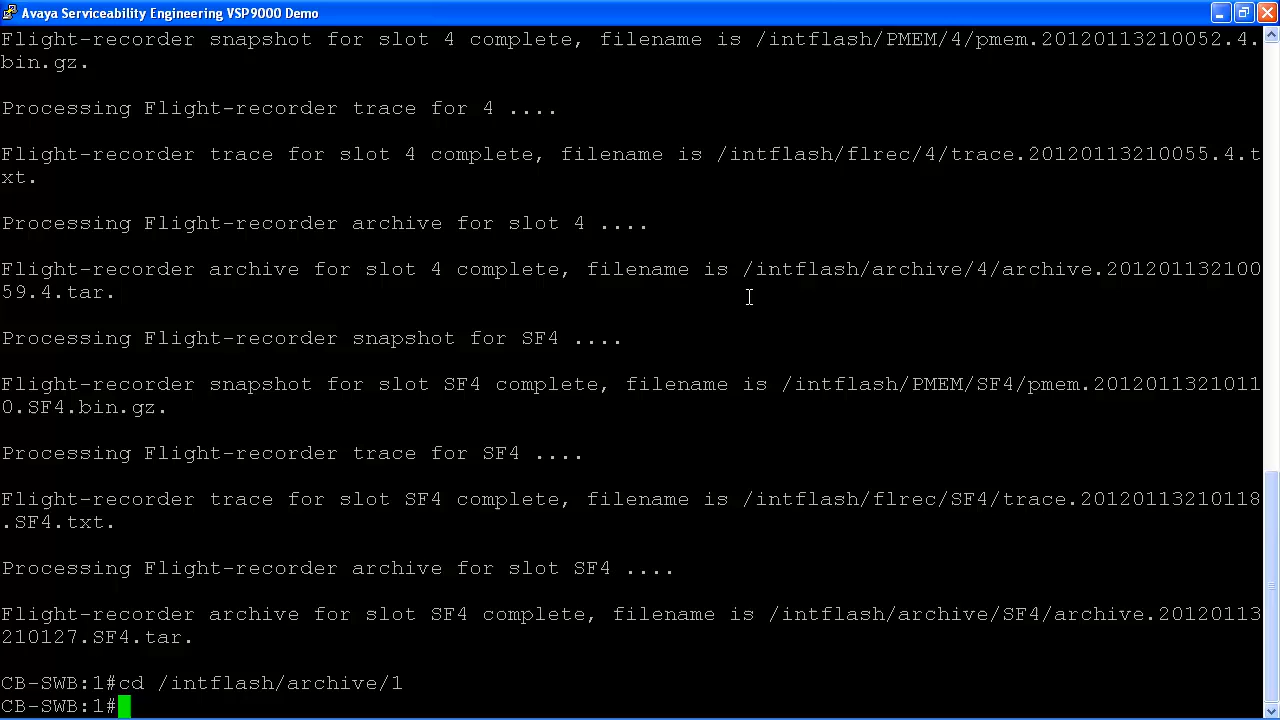 Avaya Serviceability Engineering VSP9000 Demo
Flight-recorder snapshot for slot 4 complete, filename is /intflash/PMEM/4/pmem.20120113210052.4.
bin.gz.
Processing Flight-recorder trace for 4 ....
Flight-recorder trace for slot 4 complete, filename is /intflash/flrec/4/trace.20120113210055.4.t
xt.
Processing Flight-recorder archive for slot 4 ....
Flight-recorder archive for slot 4 complete, filename is /intflash/archive/4/archive.201201132100
59.4.tar.
Processing Flight-recorder snapshot for SF4 ....
Flight-recorder snapshot for slot SF4 complete, filename is /intflash/PMEM/SF4/pmem.2012011321011
0.SF4.bin.gz.
Processing Flight-recorder trace for SF4 ....
Flight-recorder trace for slot SF4 complete, filename is /intflash/flrec/SF4/trace.20120113210118
.SF4.txt.
Processing Flight-recorder archive for slot SF4 ....
Flight-recorder archive for slot SF4 complete, filename is /intflash/archive/SF4/archive.20120113
210127.SF4.tar.
CB-SWB:1#cd /intflash/archive/1
CB-SWB:1#